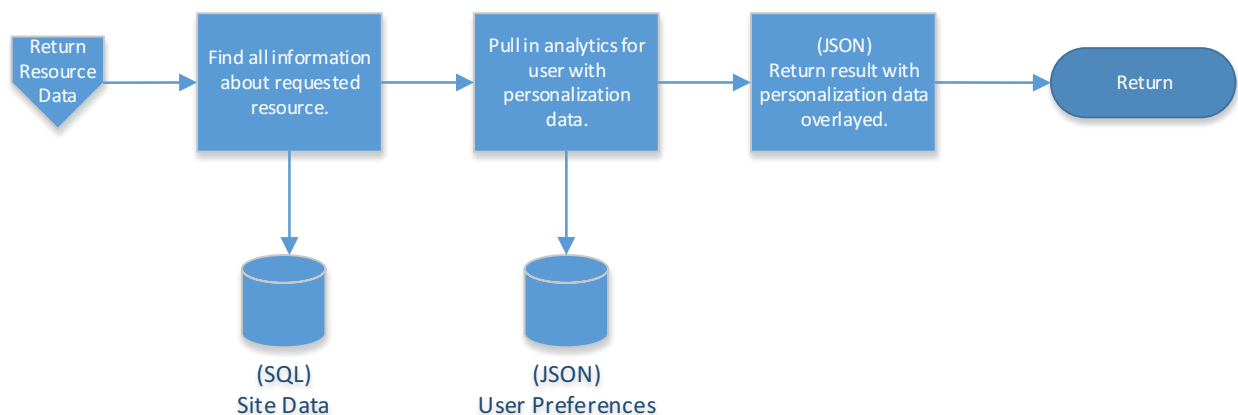 Return
Resource
Data
Find all information
about requested
resource.
Pull in analytics for
user with
personalization
data.
(JSON)
Return result with
personalization data
overlayed.
Return
(SQL)
Site Data
(JSON)
User Preferences